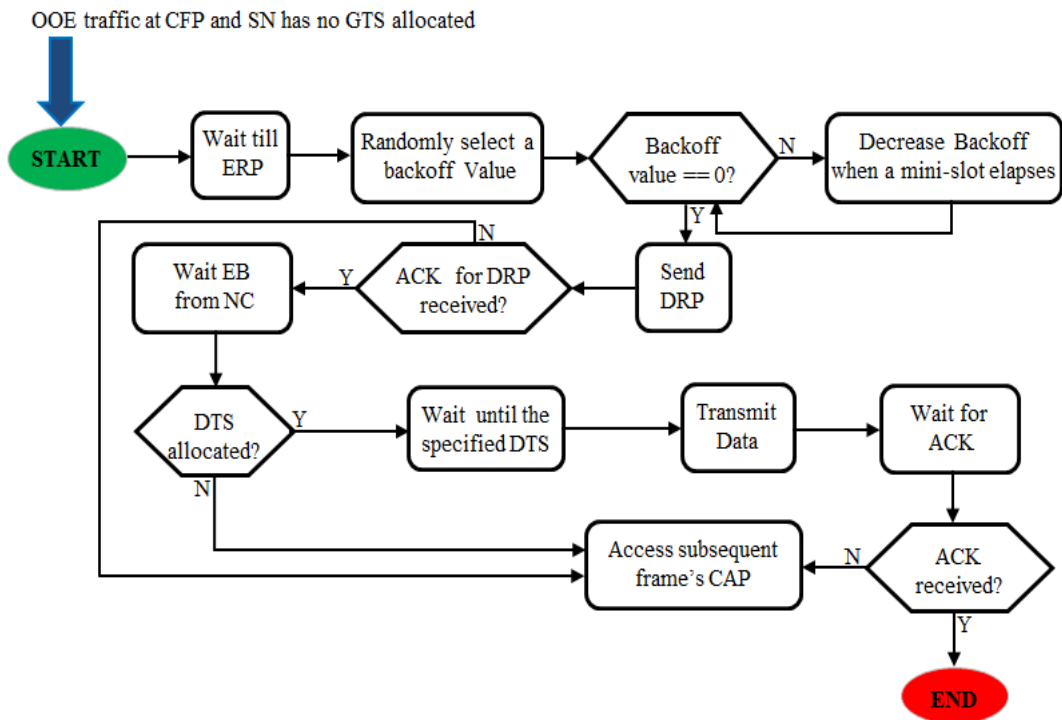 OOE traffic at CFP and SN has no GTS allocated
START
Wait till
ERP
Randomly select a
backoff Value
Backoff
value == 0?
N
Decrease Backoff
when a mini-slot elapses
Y
Send
DRP
N
ACK for DRP
received?
Y
Wait EB
from NC
DTS
allocated?
Y
Wait until the
specified DTS
Transmit
Data
Wait for
ACK
N
Access subsequent
frame's CAP
N
ACK
received?
Y
END